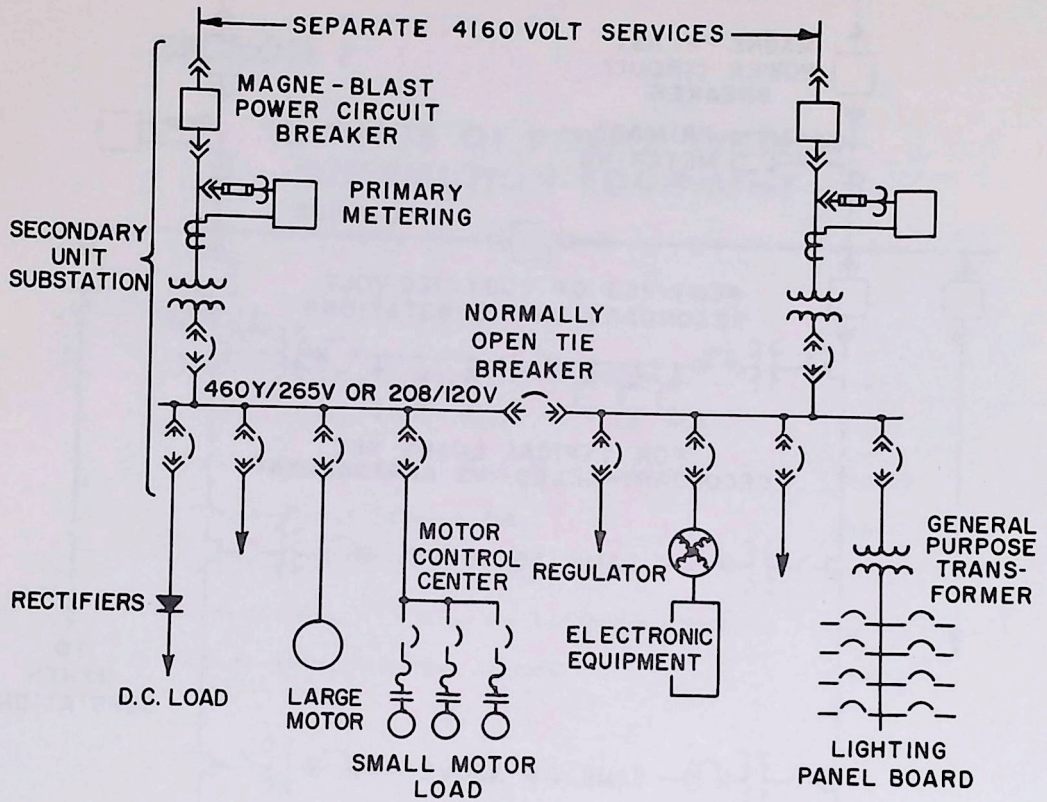 SEPARATE 4160 VOLT SERVICES
MAGNE-BLAST
POWER CIRCUIT
BREAKER
PRIMARY
METERING
SECONDARY
UNIT
SUBSTATION
NORMALLY
OPEN TIE
BREAKER
460Y/265V OR 208/120V
MOTOR
CONTROL
CENTER
REGULATOR
GENERAL
PURPOSE
TRANS-
FORMER
RECTIFIERS
ELECTRONIC
EQUIPMENT
D.C. LOAD
LARGE
MOTOR
SMALL MOTOR
LOAD
LIGHTING
PANEL BOARD